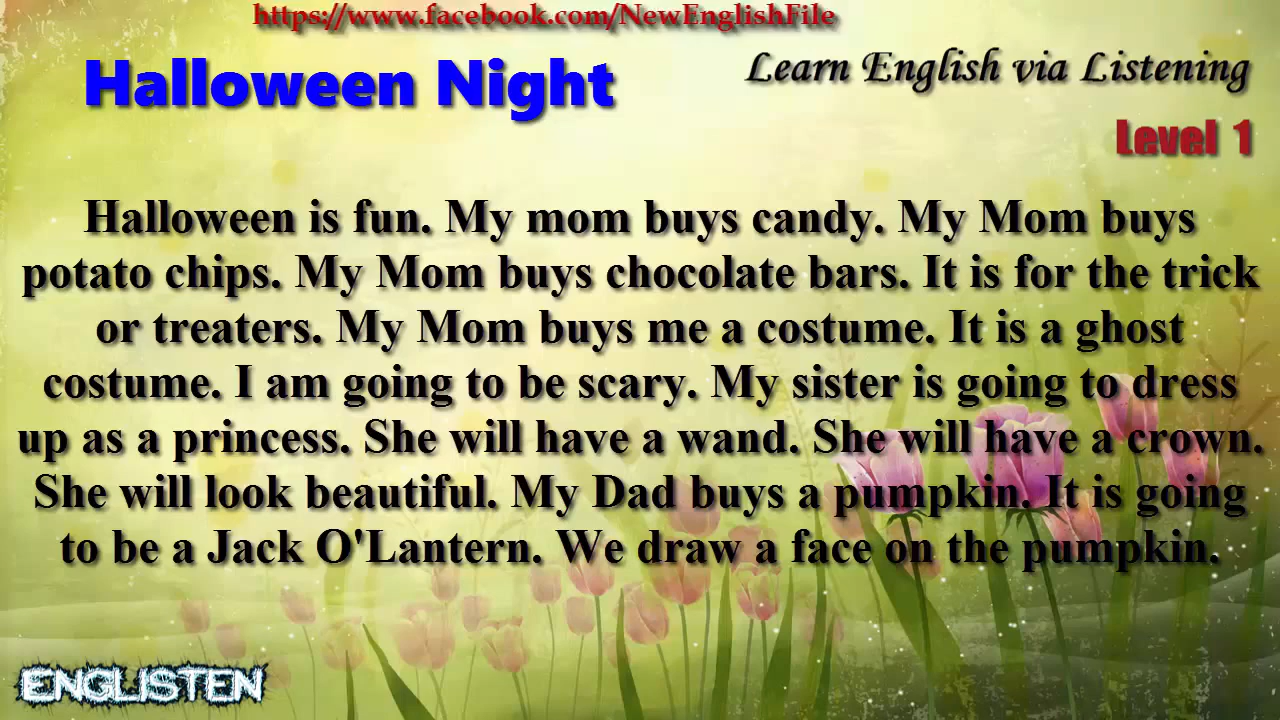 https://www.facebook.com/NewEnglishFile
Halloween Night
Learn English via Listening
Level 1
Halloween is fun. My mom buys candy. My Mom buys
potato chips. My Mom buys chocolate bars. It is for the trick
or treaters. My Mom buys me a costume. It is a ghost
costume. I am going to be scary. My sister is going to dress
up as a princess. She will have a wand. She will have a crown.
She will look beautiful. My Dad buys a pumpkin. It is going
to be a Jack O'Lantern. We draw a face on the pumpkin.
ENGLISTEN